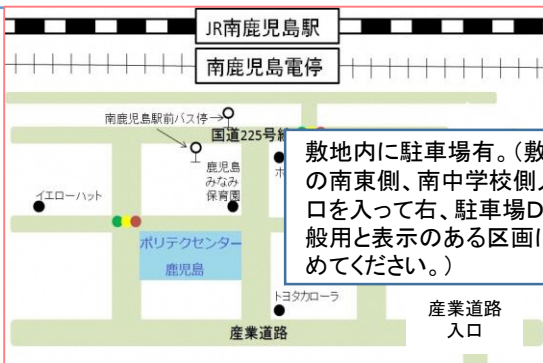 JR南鹿児島駅
南鹿児島電停
南鹿児島駅前バス停→
国道225号線
鹿児島
みなみ
保育園
ホ
イエローハット
敷地内に駐車場有。(敷
の南東側、南中学校側入
口を入って右、駐車場D
般用と表示のある区画に
めてください。)
ポリテクセンター
鹿児島
トヨタカローラ
産業道路
産業道路
入口